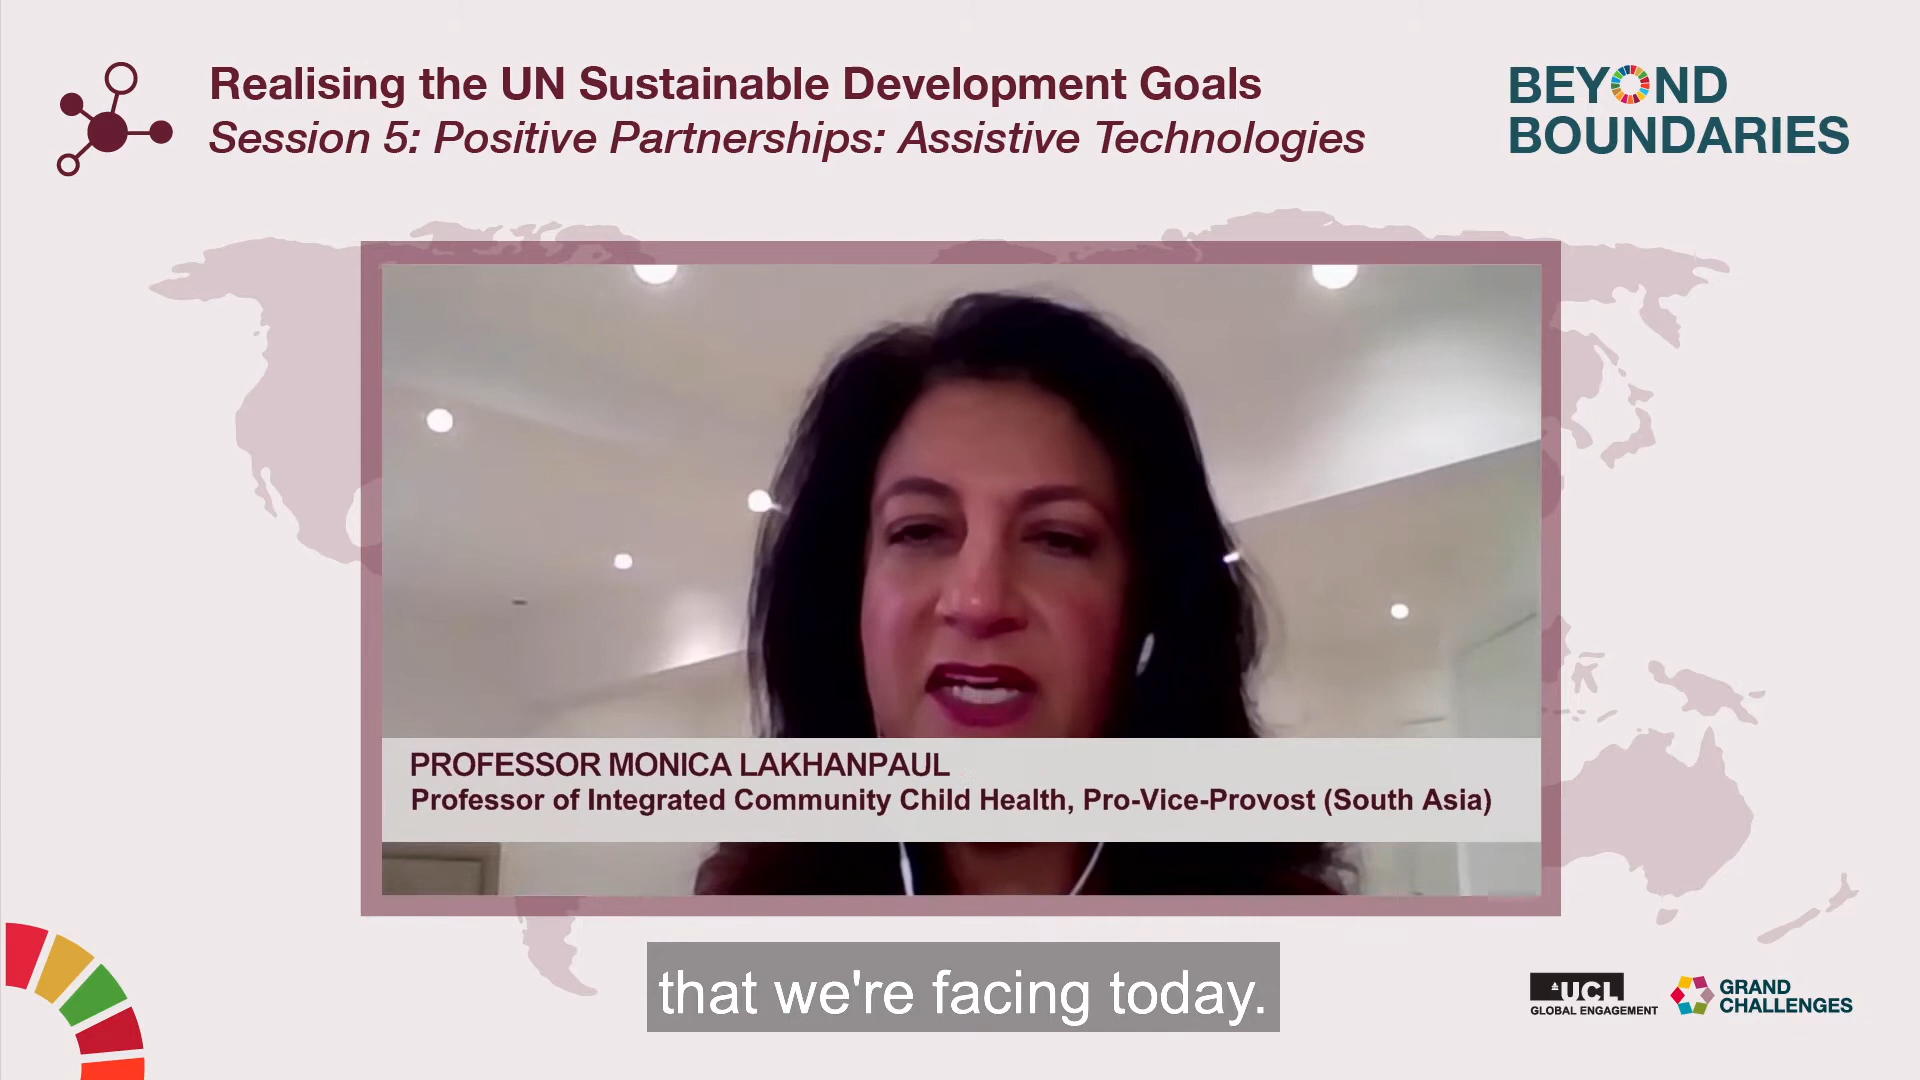 Realising the UN Sustainable Development Goals
Session 5: Positive Partnerships: Assistive Technologies
BEYOND
BOUNDARIES
PROFESSOR MONICA LAKHANPAUL
Professor of Integrated Community Child Health, Pro-Vice-Provost (South Asia)
that we're facing today.
UCL
GLOBAL ENGAGEMENT
GRAND
CHALLENGES